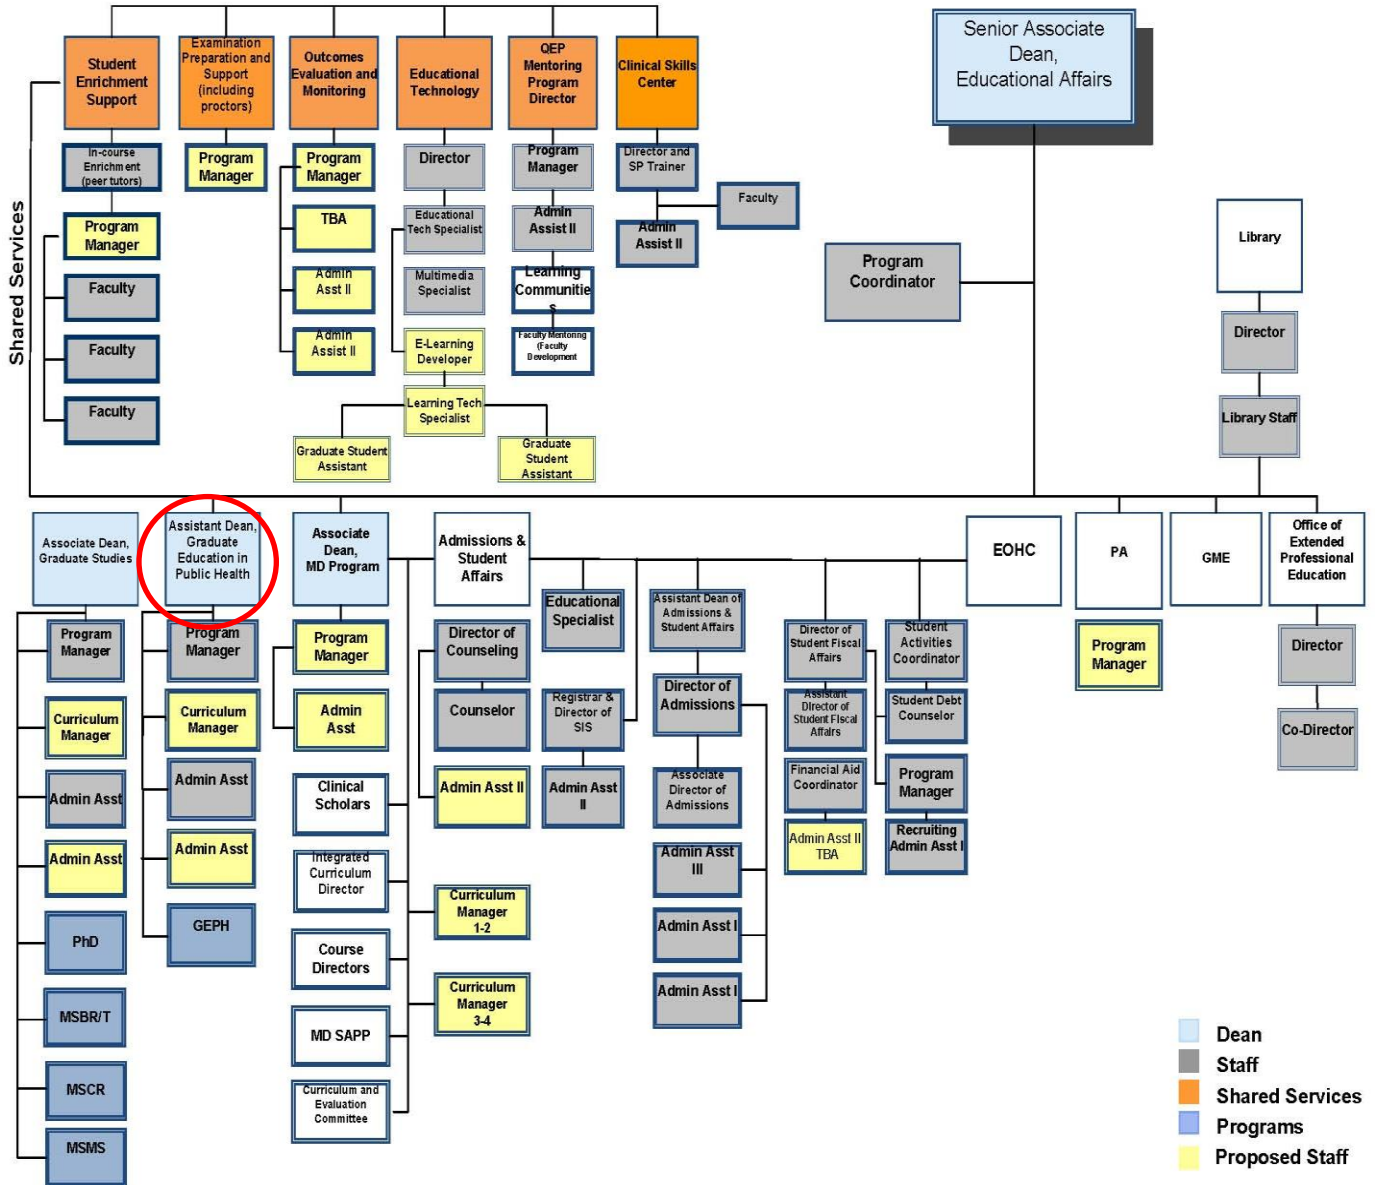 Senior Associate
Dean,
Educational Affairs
Student
Enrichment
Support
Examination
Preparation and
Support
(including
proctors)
Outcomes
Evaluation and
Monitoring
Educational
Technology
QEP
Mentoring
Program
Director
Clinical Skills
Center
Shared Services
In-course
Enrichment
(peer tutors)
Program
Manager
Faculty
Faculty
Faculty
Program
Manager
Program
Manager
TBA
Admin
Asst II
Admin
Assist II
Director
Educational
Tech Specialist
Multimedia
Specialist
E-Learning
Developer
Learning Tech
Specialist
Graduate Student
Assistant
Graduate
Student
Assistant
Program
Manager
Admin
Assist II
Learning
Communitie
s
Faculty Mentoring
(Faculty
Development
Director and
SP Trainer
Faculty
Admin
Assist II
Program
Coordinator
Library
Director
Library Staff
Associate Dean,
Graduate Studies
Program
Manager
Curriculum
Manager
Admin Asst
Admin Asst
PhD
MSBR/T
MSCR
MSMS
Assistant Dean,
Graduate
Education in
Public Health
Program
Manager
Curriculum
Manager
Admin Asst
Admin Asst
GEPH
Associate
Dean,
MD Program
Program
Manager
Admin
Asst
Clinical
Scholars
Integrated
Curriculum
Director
Course
Directors
MD SAPP
Curriculum and
Evaluation
Committee
Admissions &
Student
Affairs
Director of
Counseling
Counselor
Admin Asst II
Curriculum
Manager
1-2
Curriculum
Manager
3-4
Educational
Specialist
Registrar &
Director of
SIS
Admin Asst
II
Assistant Dean of
Admissions &
Student Affairs
Director of
Admissions
Associate
Director of
Admissions
Admin Asst
III
Admin Asst I
Admin Asst I
Director of
Student Fiscal
Affairs
Assistant
Director of
Student Fiscal
Affairs
Financial Aid
Coordinator
Admin Asst II
TBA
Student
Activities
Coordinator
Student Debt
Counselor
Program
Manager
Recruiting
Admin Asst I
EOHC
PA
Program
Manager
GME
Office of
Extended
Professional
Education
Director
Co-Director
Dean
Staff
Shared Services
Programs
Proposed Staff